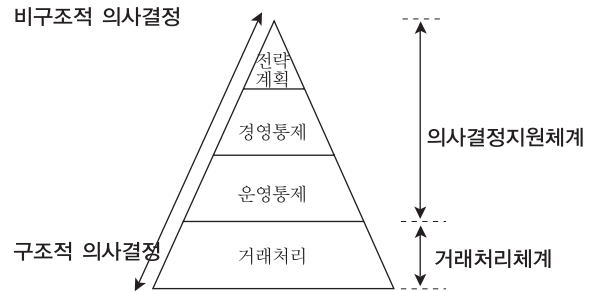 비구조적 의사결정
전략
계획
경영통제
의사결정지원체계
운영통제
구조적 의사결정
거래처리
거래처리체계